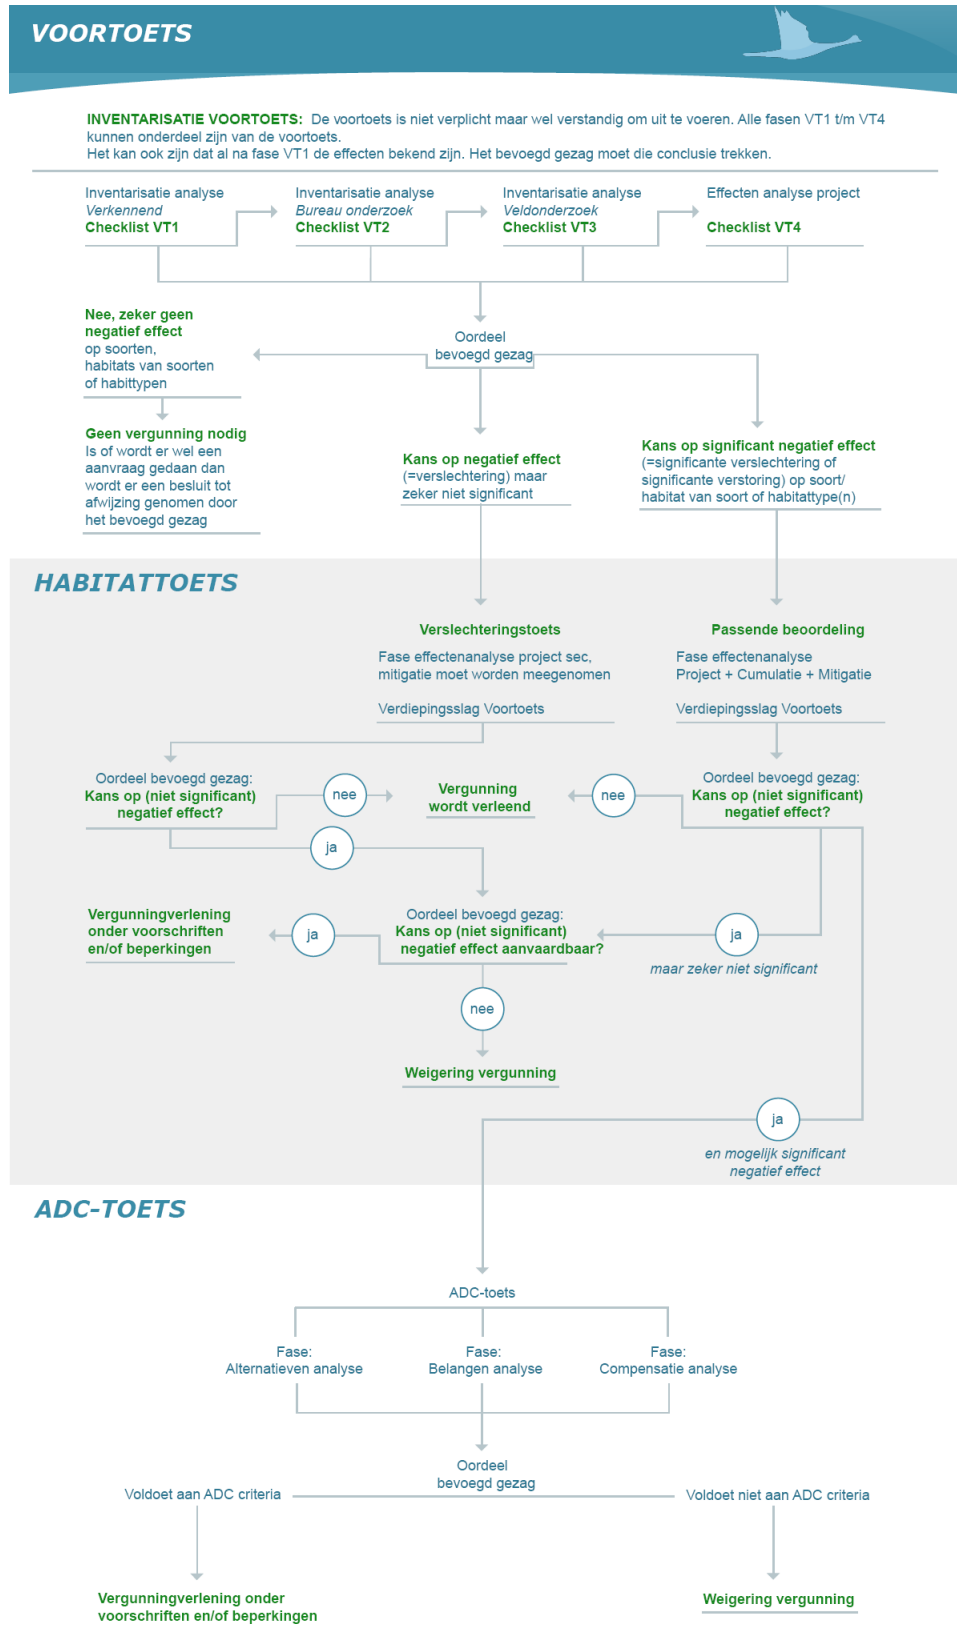 VOORTOETS
INVENTARISATIE VOORTOETS: De voortoets is niet verplicht maar wel verstandig om uit te voeren. Alle fasen VT1 t/m VT4
kunnen onderdeel zijn van de voortoets.
Het kan ook zijn dat al na fase VT1 de effecten bekend zijn. Het bevoegd gezag moet die conclusie trekken.
Inventarisatie analyse
Verkennend
Checklist VT1
Inventarisatie analyse
Bureau onderzoek
Checklist VT2
Inventarisatie analyse
Veldonderzoek
Checklist VT3
Effecten analyse project
Checklist VT4
Oordeel
bevoegd gezag
Nee, zeker geen
negatief effect
op soorten,
habitats van soorten
of habittypen
Geen vergunning nodig
Is of wordt er wel een
aanvraag gedaan dan
wordt er een besluit tot
afwijzing genomen door
het bevoegd gezag
Kans op negatief effect
(=verslechtering) maar
zeker niet significant
Kans op significant negatief effect
(=significante verslechtering of
significante verstoring) op soort/
habitat van soort of habitattype(n)
HABITATTOETS
Verslechteringstoets
Fase effectenanalyse project sec,
mitigatie moet worden meegenomen
Verdiepingsslag Voortoets
Passende beoordeling
Fase effectenanalyse
Project + Cumulatie + Mitigatie
Verdiepingsslag Voortoets
Oordeel bevoegd gezag:
Kans op (niet significant)
negatief effect?
nee
Vergunning
wordt verleend
nee
Oordeel bevoegd gezag:
Kans op (niet significant)
negatief effect?
ja
Vergunningverlening
onder voorschriften
en/of beperkingen
ja
Oordeel bevoegd gezag:
Kans op (niet significant)
negatief effect aanvaardbaar?
ja
maar zeker niet significant
nee
Weigering vergunning
ja
en mogelijk significant
negatief effect
ADC-TOETS
ADC-toets
Fase:
Alternatieven analyse
Fase:
Belangen analyse
Fase:
Compensatie analyse
Oordeel
bevoegd gezag
Voldoet aan ADC criteria
Voldoet niet aan ADC criteria
Vergunningverlening onder
voorschriften en/of beperkingen
Weigering vergunning